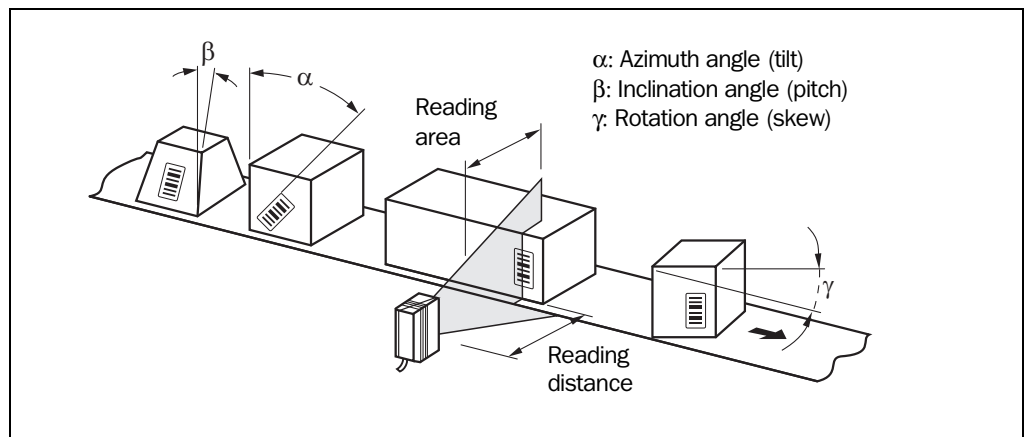 β
α
α: Azimuth angle (tilt)
β: Inclination angle (pitch)
γ: Rotation angle (skew)
Reading
area
γ
Reading
distance